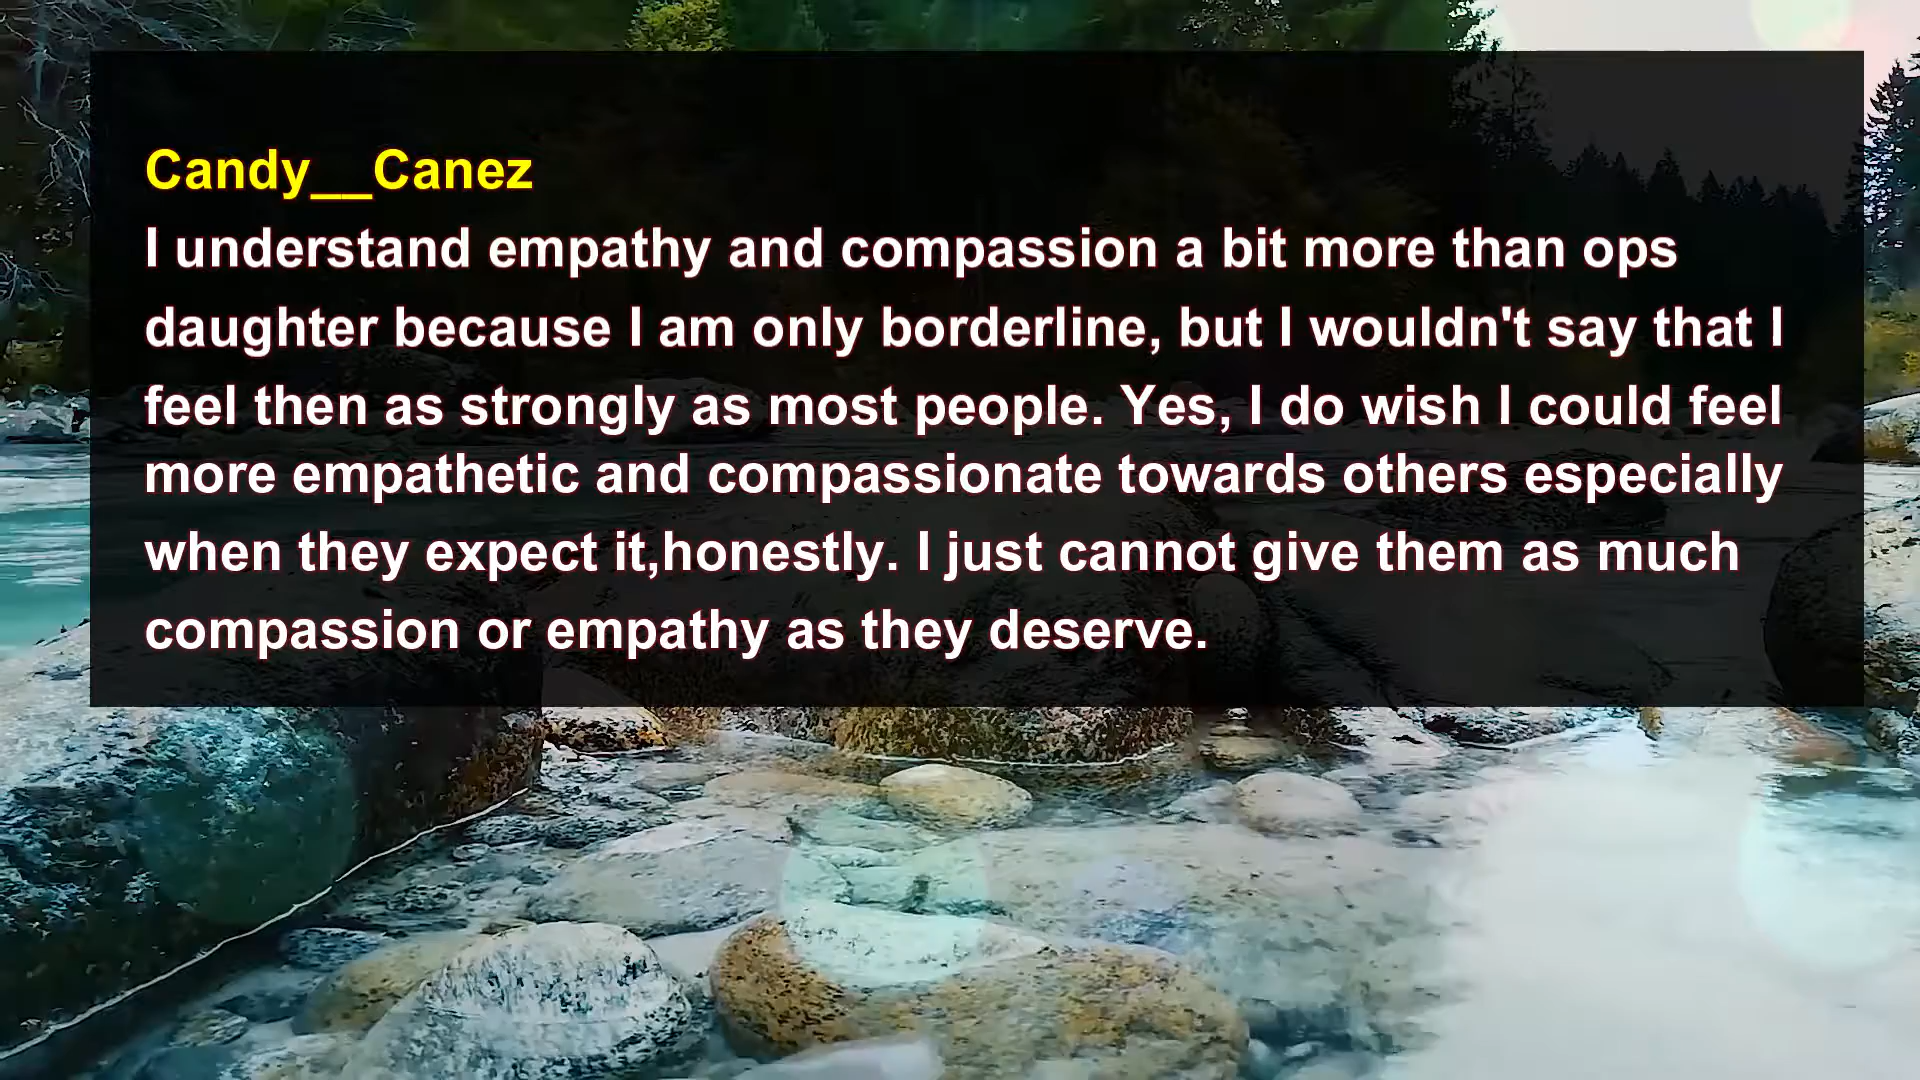 Candy__Canez
I understand empathy and compassion a bit more than ops
daughter because I am only borderline, but I wouldn't say that I
feel then as strongly as most people. Yes, I do wish I could feel
more empathetic and compassionate towards others especially
when they expect it,honestly. I just cannot give them as much
compassion or empathy as they deserve.